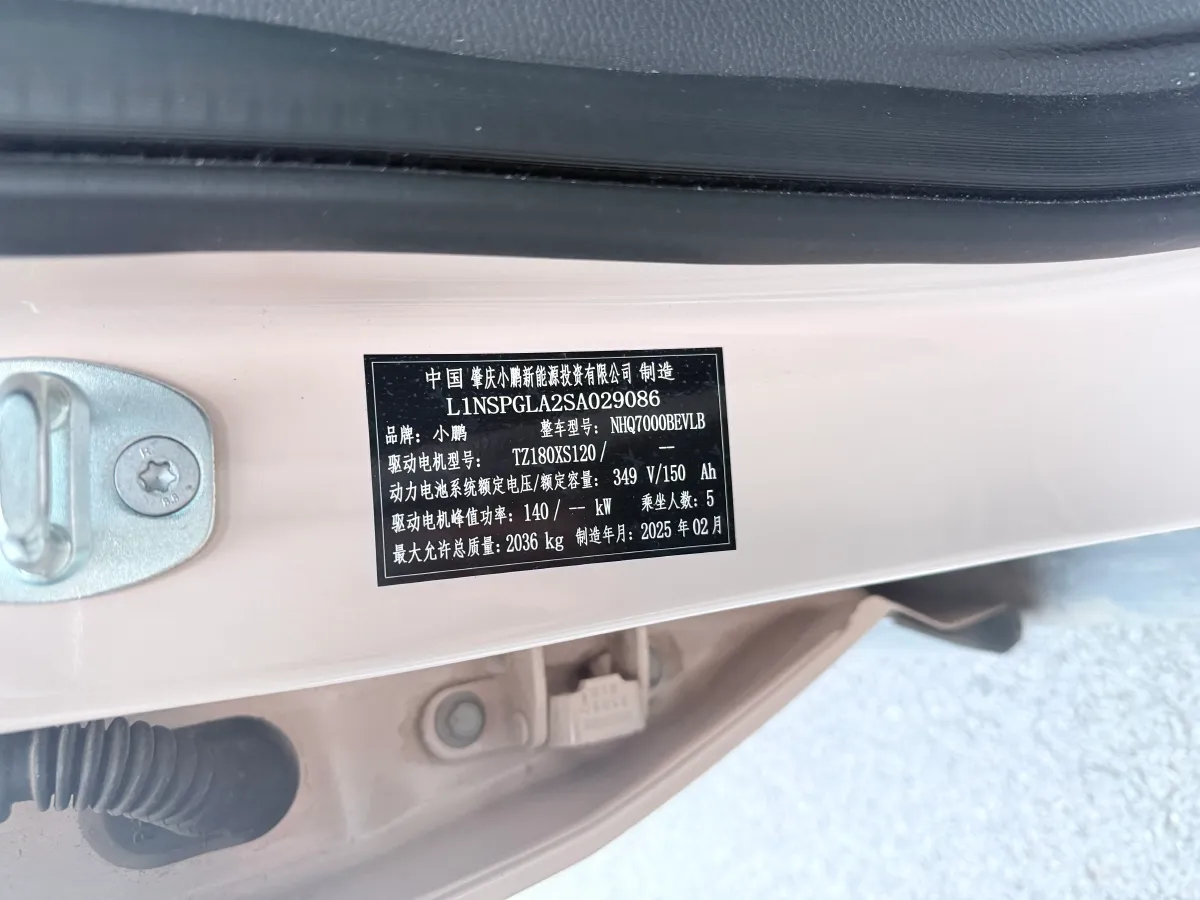 中国 肇庆小鹏新能源投资有限公司 制造
L1NSPGLA2SA029086
品牌：小鹏 整车型号：NHQ7000BEVLB
驱动电机型号： TZ180XS120/ --
动力电池系统额定电压/额定容量： 349 V/150 Ah
驱动电机峰值功率：140/ -- kW 乘坐人数：5
最大允许总质量：2036 kg 制造年月：2025 年 02 月